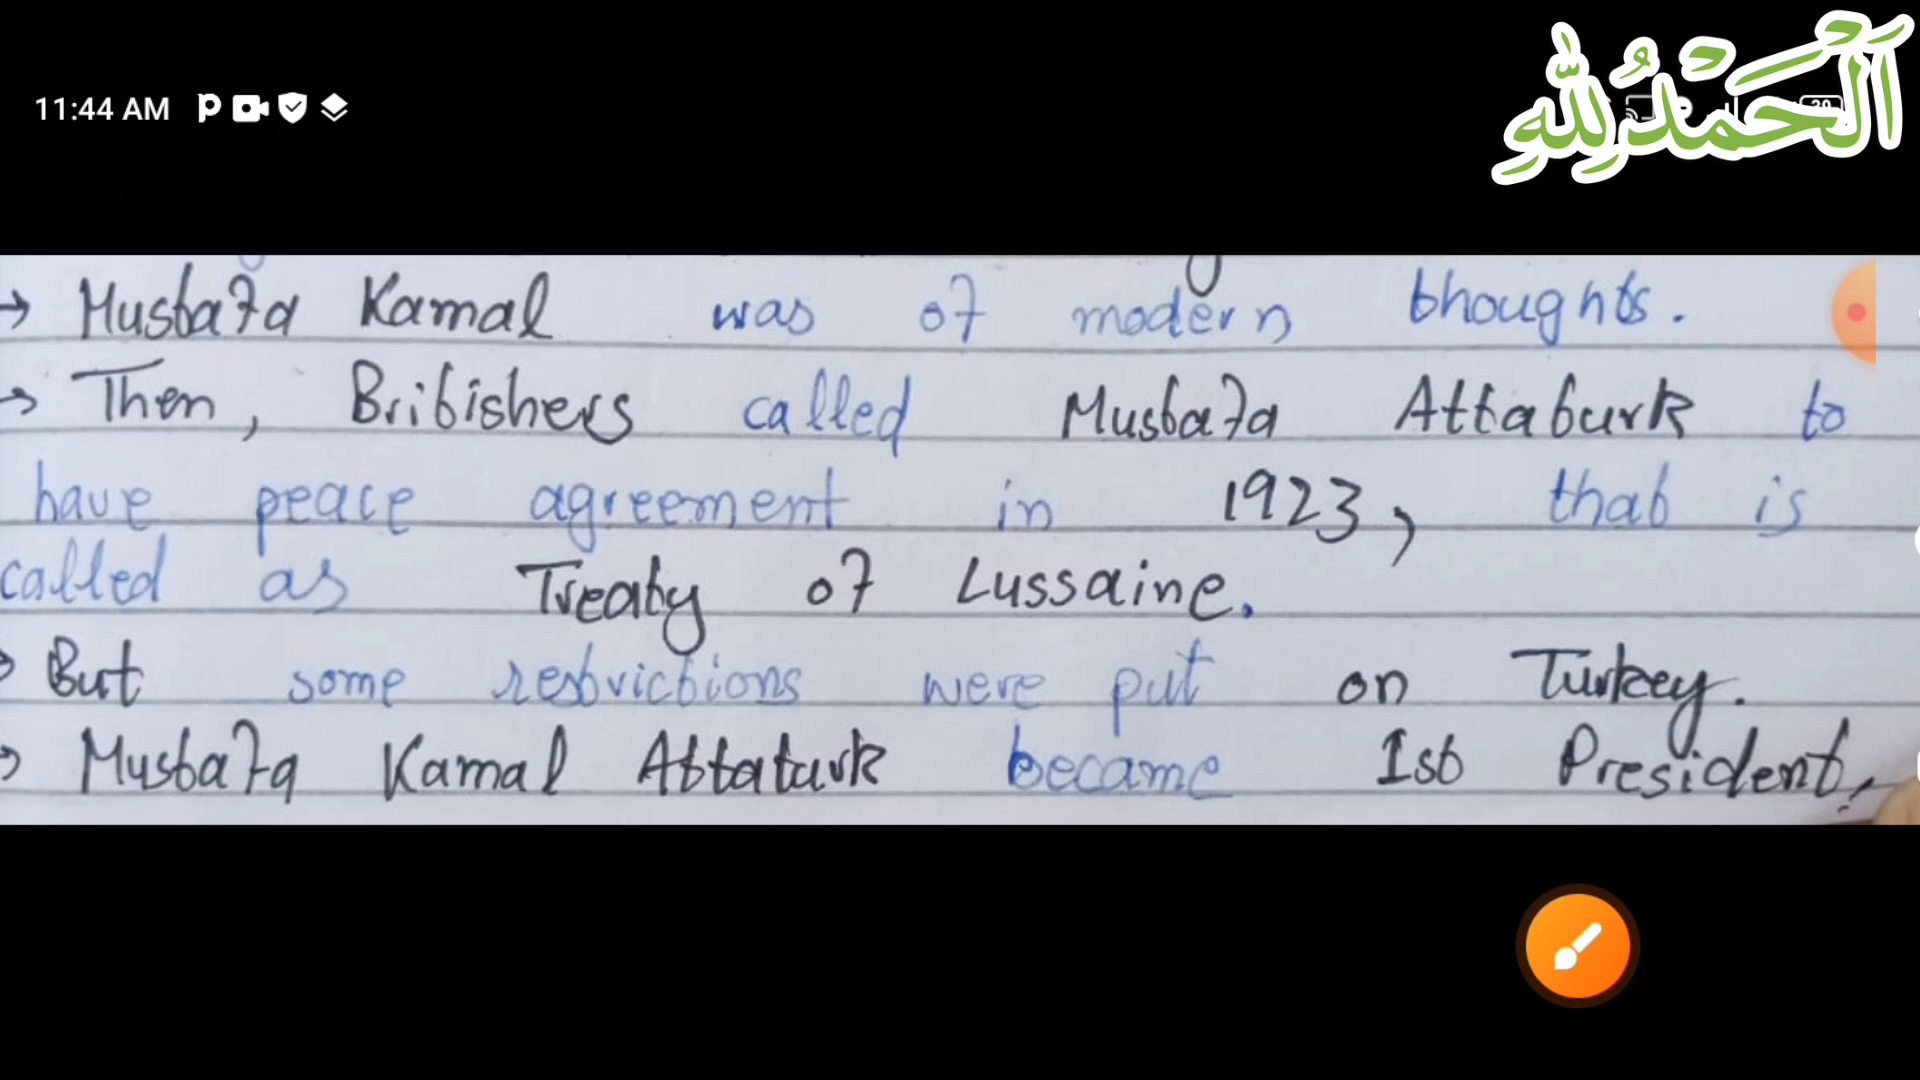 11:44 AM
اَلْحَمْدُلِلّٰهِ
→ Mustafa Kamal was of modern thoughts.
→ Then, Britishers called Mustafa Attaturk to
have peace agreement in 1923, that is
called as Treaty of Lussaine.
→ But some restrictions were put on Turkey.
→ Mustafa Kamal Attaturk became 1st President,